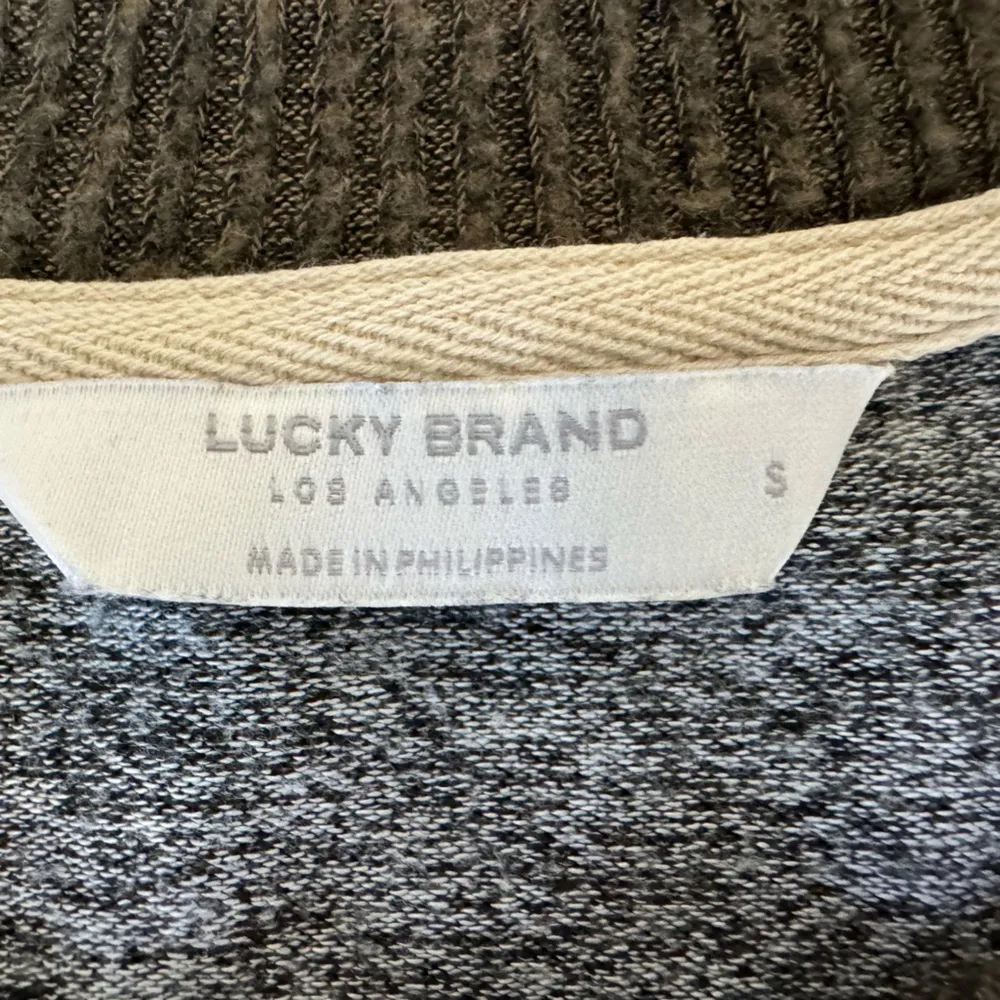 LUCKY BRAND
LOS ANGELES
S
MADE IN PHILIPPINES